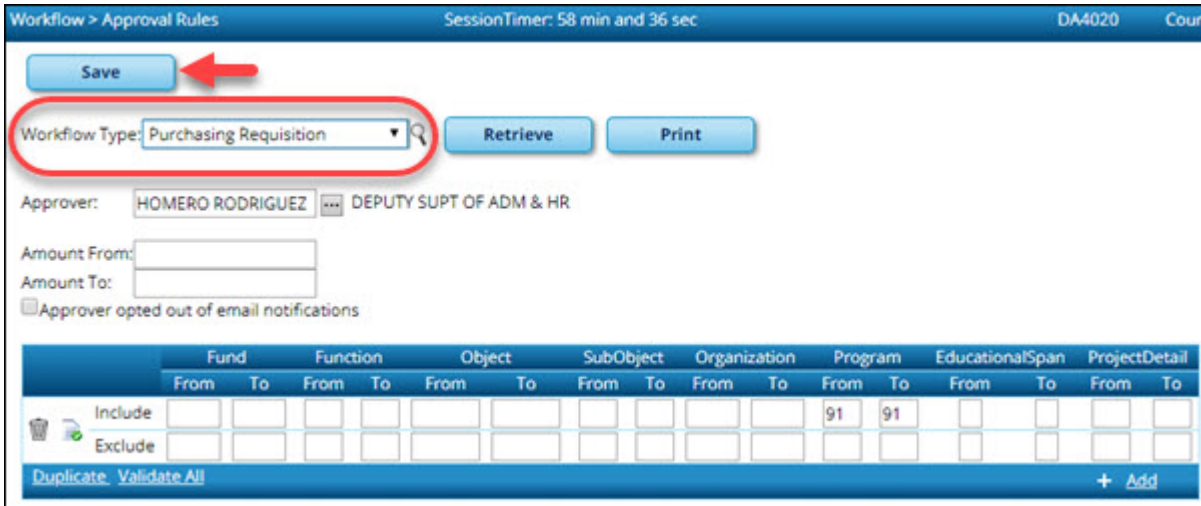 Workflow > Approval Rules SessionTimer: 58 min and 36 sec DA4020 Cour
Save
Workflow Type: Purchasing Requisition Retrieve Print
Approver: HOMERO RODRIGUEZ ... DEPUTY SUPT OF ADM & HR
Amount From:
Amount To:
Approver opted out of email notifications
Fund Function Object SubObject Organization Program EducationalSpan ProjectDetail
From To From To From To From To From To From To From To From To
Include 91 91
Exclude
Duplicate Validate All + Add